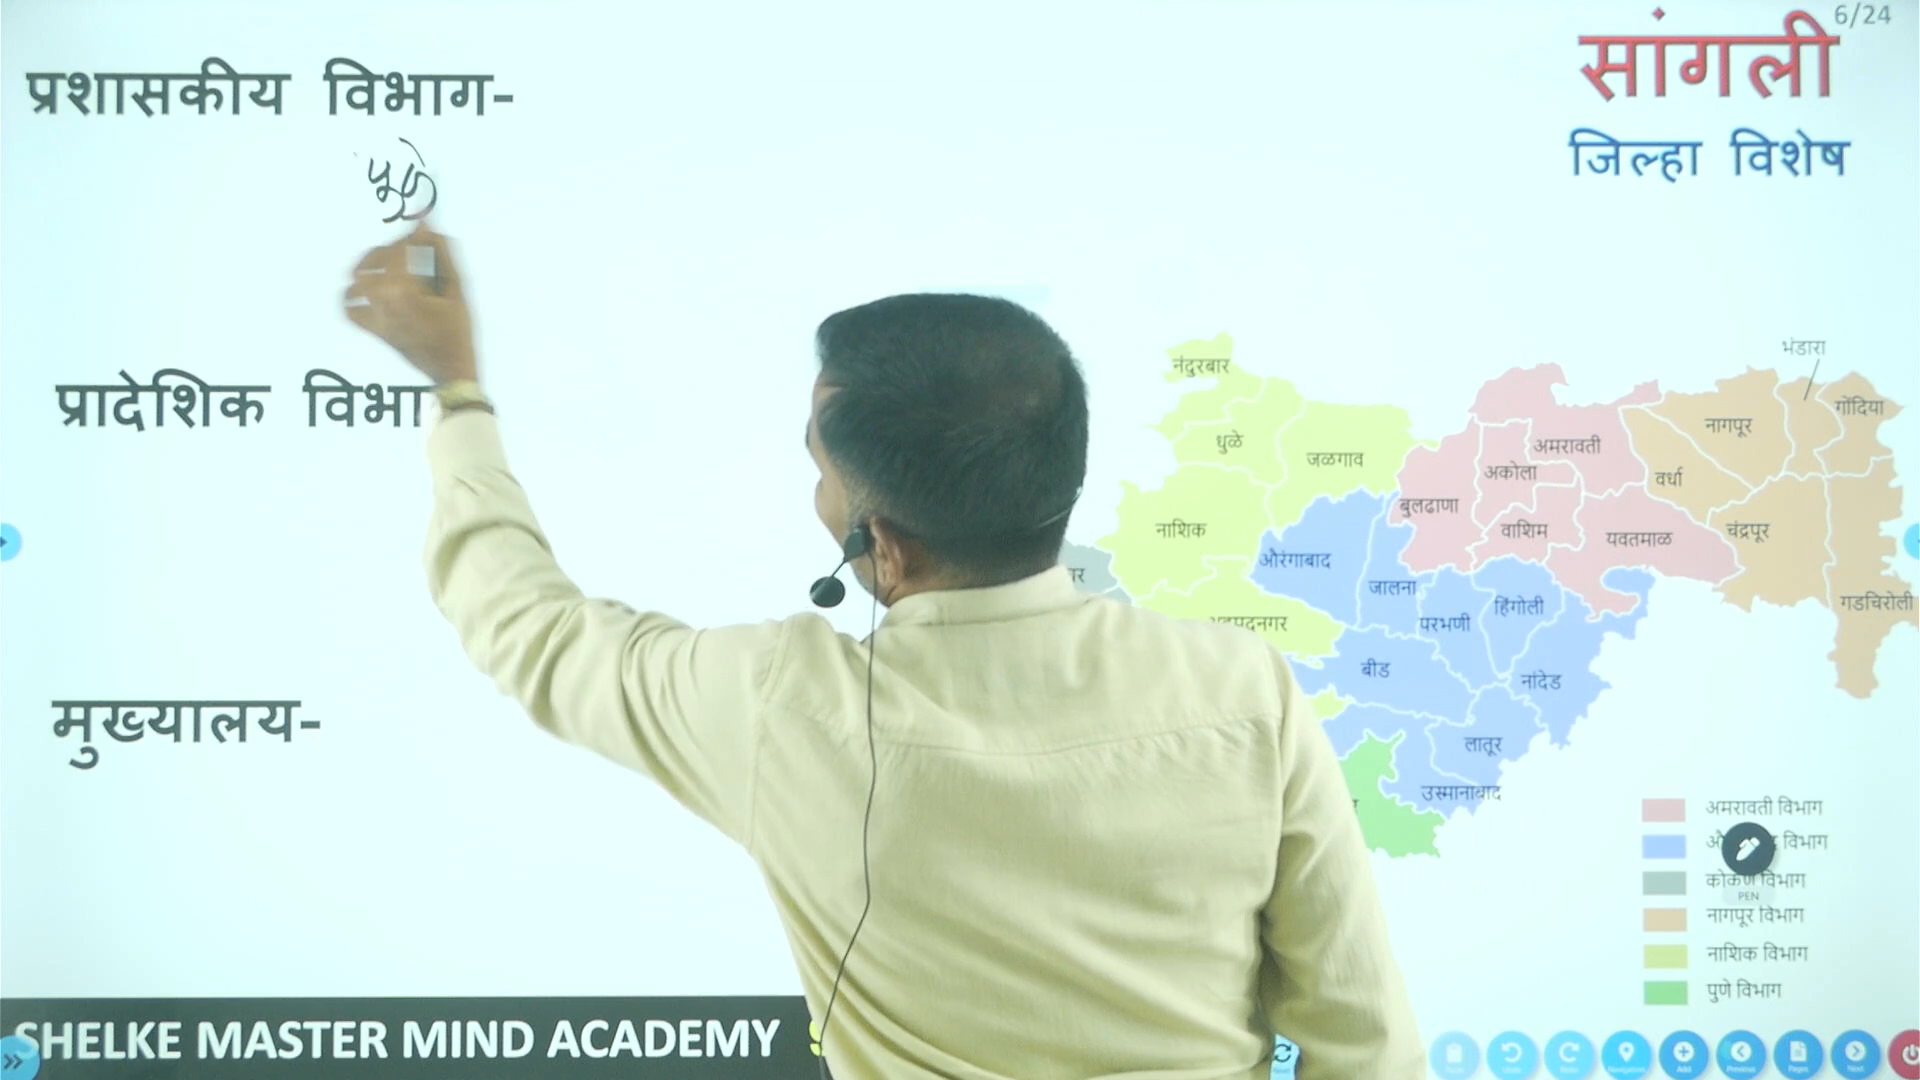 6/24
सांगली
जिल्हा विशेष
प्रशासकीय विभाग-
प्रादेशिक विभा
मुख्यालय-
नंदुरबार
धुळे
जळगाव
नाशिक
औरंगाबाद
जालना
परभणी
हिंगोली
बीड
नांदेड
लातूर
उस्मानाबाद
बुलढाणा
अकोला
अमरावती
वाशिम
यवतमाळ
वर्धा
नागपूर
भंडारा
गोंदिया
चंद्रपूर
गडचिरोली
अमरावती विभाग
विभाग
कोकण विभाग
नागपूर विभाग
नाशिक विभाग
पुणे विभाग
PEN
SHELKE MASTER MIND ACADEMY